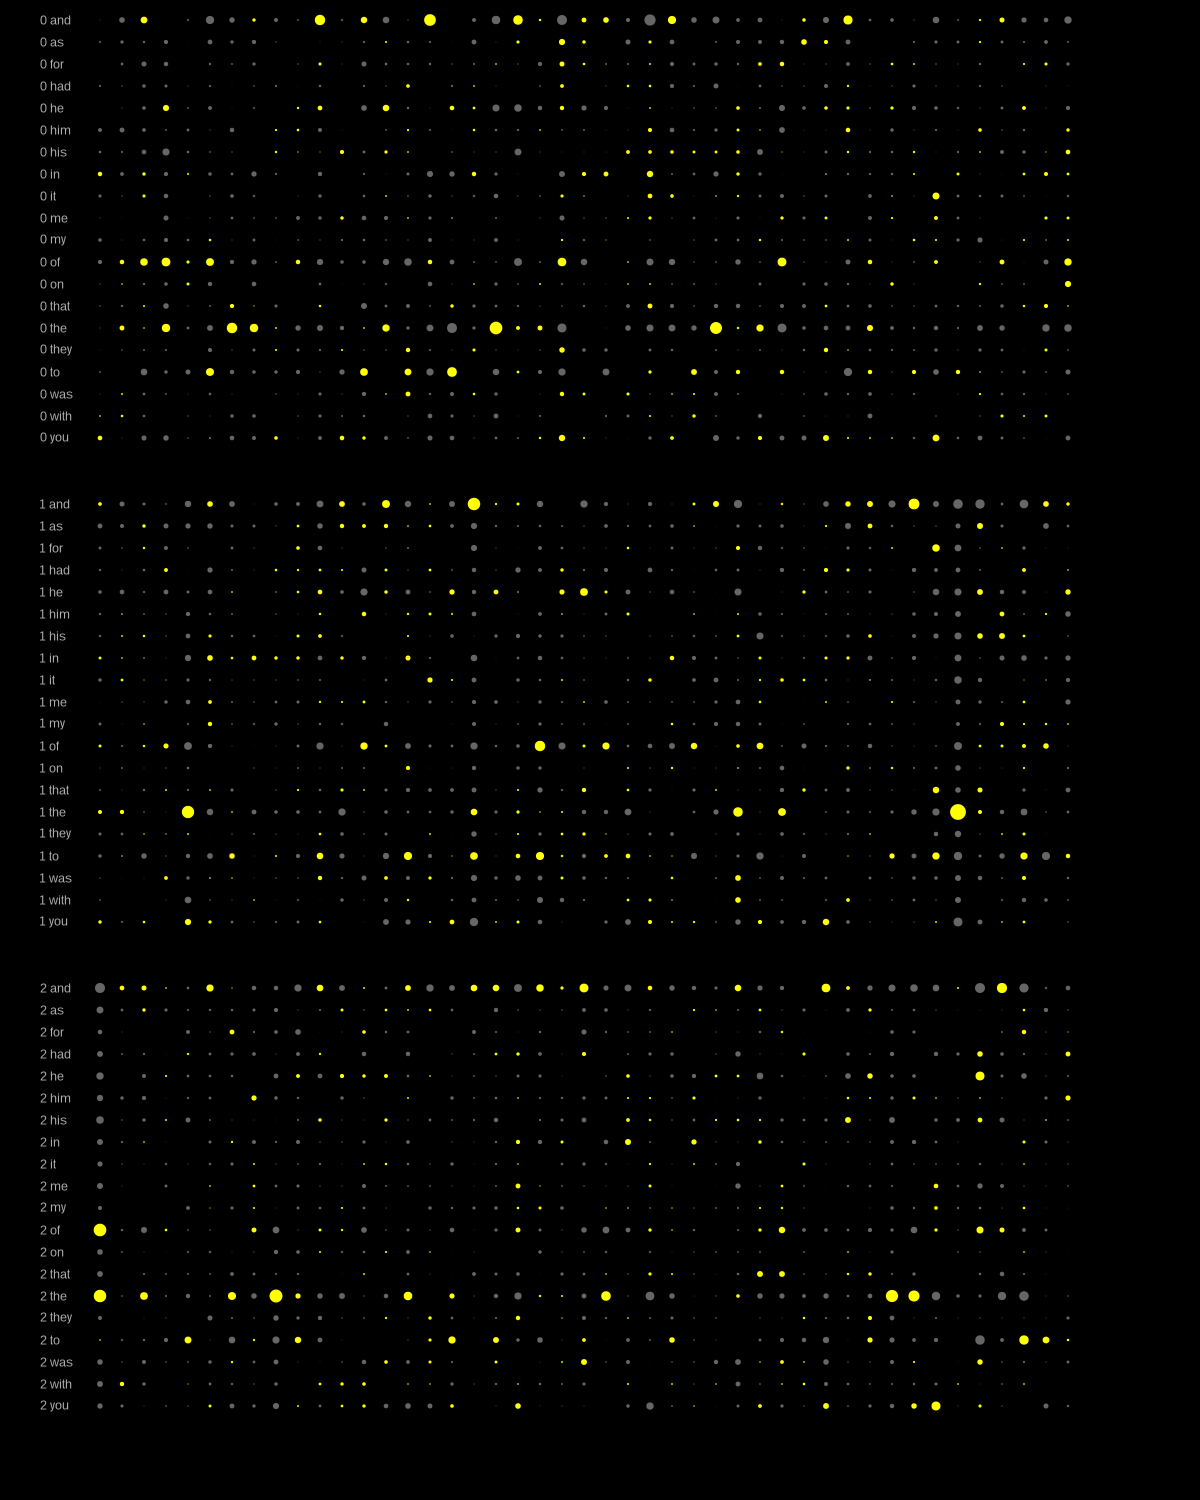 0 and
0 as
0 for
0 had
0 he
0 him
0 his
0 in
0 it
0 me
0 my
0 of
0 on
0 that
0 the
0 they
0 to
0 was
0 with
0 you
1 and
1 as
1 for
1 had
1 he
1 him
1 his
1 in
1 it
1 me
1 my
1 of
1 on
1 that
1 the
1 they
1 to
1 was
1 with
1 you
2 and
2 as
2 for
2 had
2 he
2 him
2 his
2 in
2 it
2 me
2 my
2 of
2 on
2 that
2 the
2 they
2 to
2 was
2 with
2 you